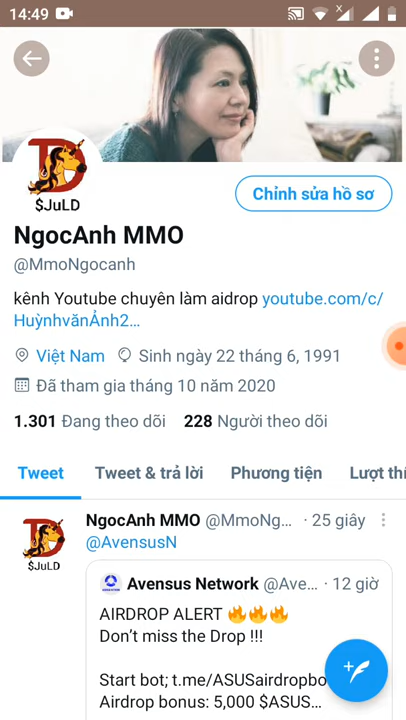 14:49
$JuLD
Chỉnh sửa hồ sơ
NgocAnh MMO
@MmoNgocanh
kênh Youtube chuyên làm aidrop youtube.com/c/
HuỳnhvănẢnh2…
Việt Nam Sinh ngày 22 tháng 6, 1991
Đã tham gia tháng 10 năm 2020
1.301 Đang theo dõi 228 Người theo dõi
Tweet Tweet & trả lời Phương tiện Lượt thí
NgocAnh MMO @MmoNg… · 25 giây
$JuLD
@AvensusN
Avensus Network @Ave… · 12 giờ
AIRDROP ALERT 🔥🔥🔥
Don’t miss the Drop !!!
Start bot; t.me/ASUSairdropbo
Airdrop bonus: 5,000 $ASUS…